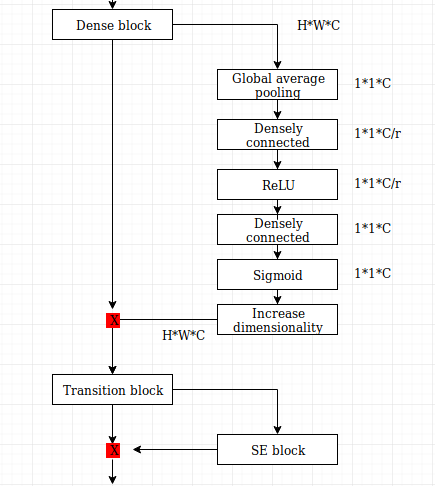 Dense block
H*W*C
Global average
pooling
1*1*C
Densely
connected
1*1*C/r
ReLU
1*1*C/r
Densely
connected
1*1*C
Sigmoid
1*1*C
Increase
dimensionality
X
H*W*C
Transition block
X
SE block